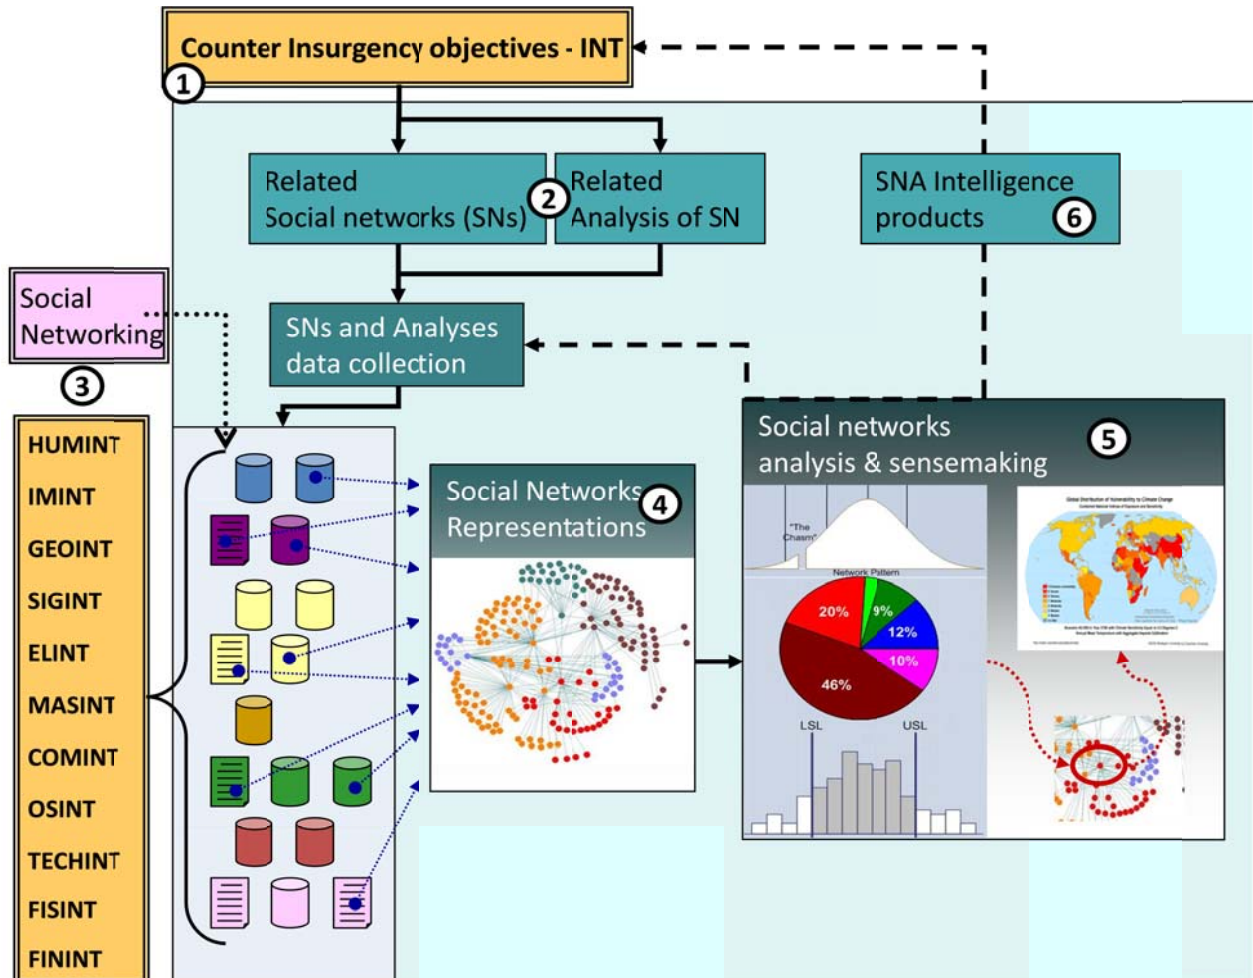 Counter Insurgency objectives - INT
1
Related
Social networks (SNs)
2
Related
Analysis of SN
SNA Intelligence
products
6
Social
Networking
3
SNs and Analyses
data collection
HUMINT
IMINT
GEOINT
SIGINT
ELINT
MASINT
COMINT
OSINT
TECHINT
FISINT
FININT
Social Networks
Representations
4
Social networks
analysis & sensemaking
5
"The
Chasm"
Network Pattern
20%
9%
12%
10%
46%
LSL
USL
Global Distribution of Vulnerability to Climate Change